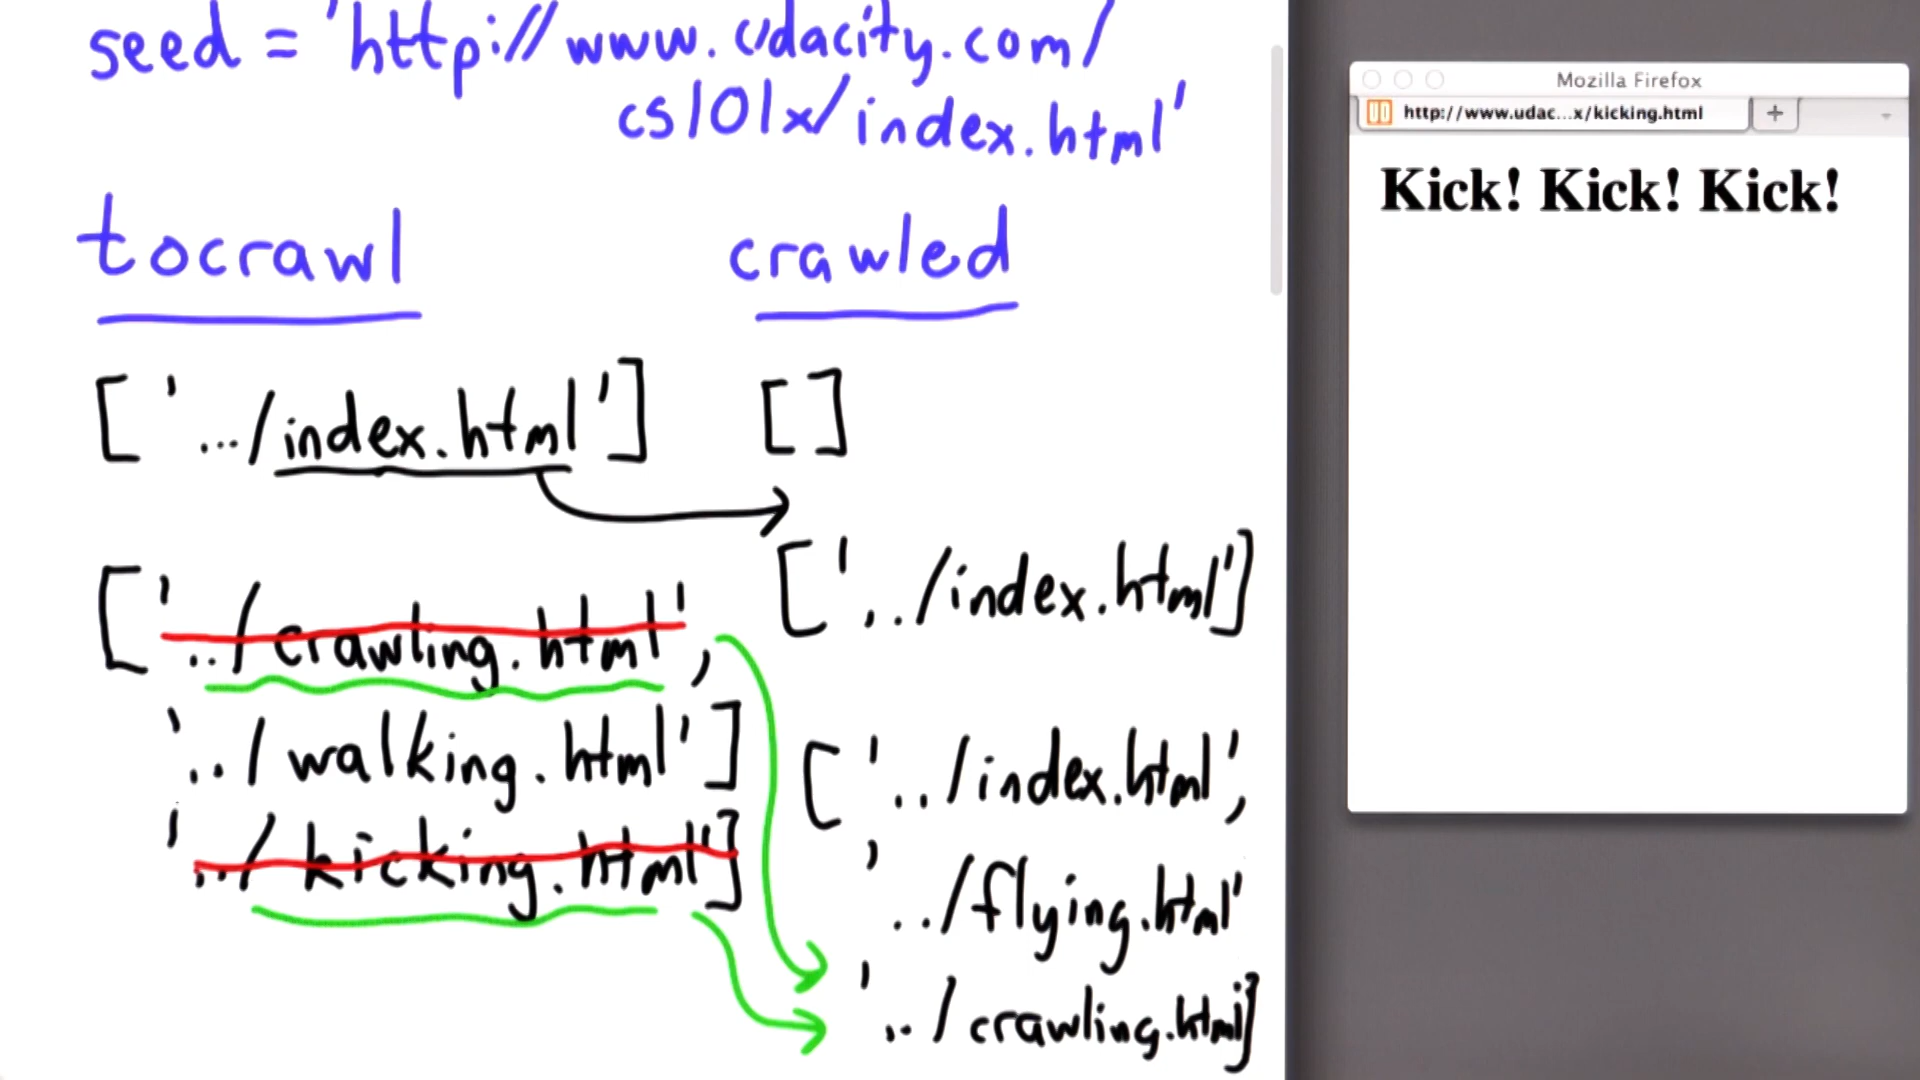 seed = 'http://www.udacity.com/
cs101x/index.html'
tocrawl
crawled
['.../index.html']
[]
['../index.html']
['../crawling.html',
'../walking.html']
'../kicking.html']
['../index.html',
'../flying.html'
'../crawling.html]
Mozilla Firefox
http://www.udac...x/kicking.html
+
Kick! Kick! Kick!